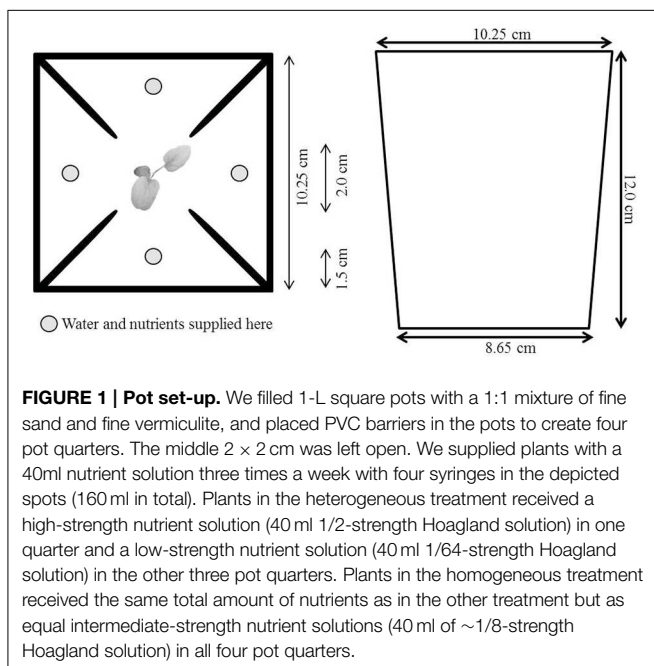 10.25 cm
10.25 cm
2.0 cm
1.5 cm
12.0 cm
8.65 cm
Water and nutrients supplied here
FIGURE 1 | Pot set-up. We filled 1-L square pots with a 1:1 mixture of fine
sand and fine vermiculite, and placed PVC barriers in the pots to create four
pot quarters. The middle 2 × 2 cm was left open. We supplied plants with a
40ml nutrient solution three times a week with four syringes in the depicted
spots (160 ml in total). Plants in the heterogeneous treatment received a
high-strength nutrient solution (40 ml 1/2-strength Hoagland solution) in one
quarter and a low-strength nutrient solution (40 ml 1/64-strength Hoagland
solution) in the other three pot quarters. Plants in the homogeneous treatment
received the same total amount of nutrients as in the other treatment but as
equal intermediate-strength nutrient solutions (40 ml of ~1/8-strength
Hoagland solution) in all four pot quarters.